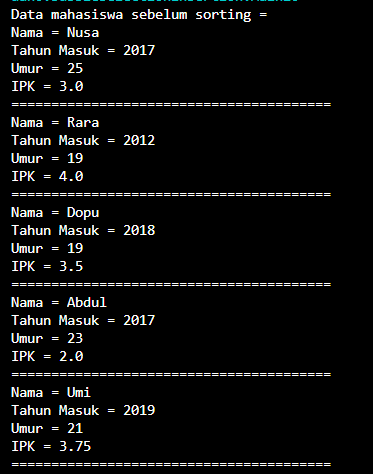 Data mahasiswa sebelum sorting =
Nama = Nusa
Tahun Masuk = 2017
Umur = 25
IPK = 3.0
========================================
Nama = Rara
Tahun Masuk = 2012
Umur = 19
IPK = 4.0
========================================
Nama = Dopu
Tahun Masuk = 2018
Umur = 19
IPK = 3.5
========================================
Nama = Abdul
Tahun Masuk = 2017
Umur = 23
IPK = 2.0
========================================
Nama = Umi
Tahun Masuk = 2019
Umur = 21
IPK = 3.75
========================================